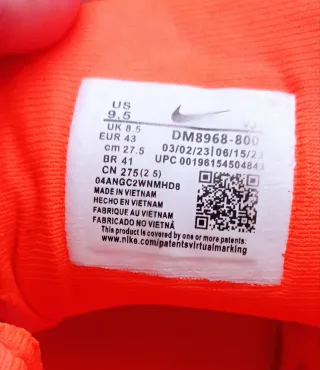 US
9.5
VJ
UK 8.5
EUR 43
cm 27.5
BR 41
CN 275(2.5)
DM8968-800
03/02/23 06/15/23
UPC 00196154504841
04ANGC2WNMHD8
MADE IN VIETNAM
HECHO EN VIETNAM
FABRIQUE AU VIETNAM
FABRICADO NO VIETNÃ
This product is covered by one or more patents:
www.nike.com/patentsvirtualmarking